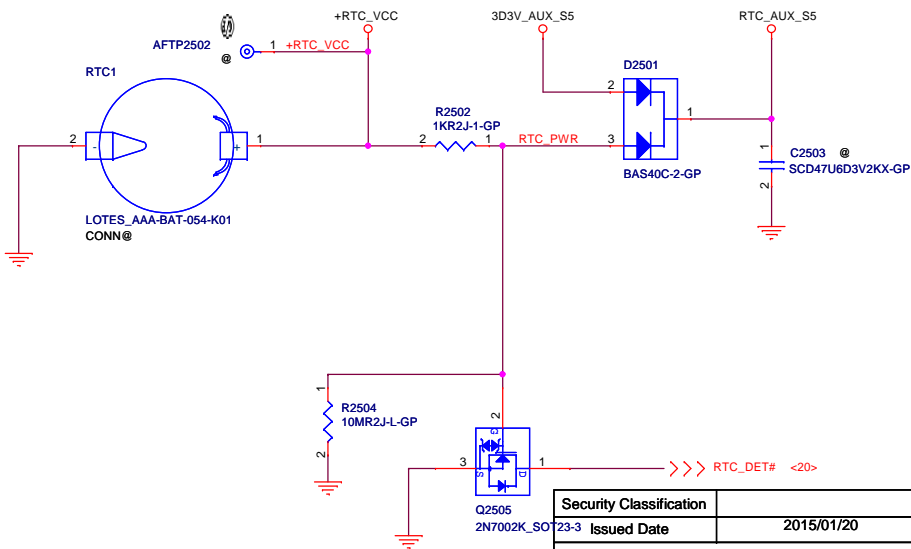 +RTC_VCC
3D3V_AUX_S5
RTC_AUX_S5
AFTP2502
1
+RTC_VCC
@
RTC1
D2501
2
1
2
-
+
1
R2502
1KR2J-1-GP
2
1
RTC_PWR
3
BAS40C-2-GP
1
C2503 @
SCD47U6D3V2KX-GP
2
LOTES_AAA-BAT-054-K01
CONN@
1
R2504
10MR2J-L-GP
2
2
G
3
S
D
1
RTC_DET# <20>
Q2505
2N7002K_SOT23-3
Security Classification
Issued Date
2015/01/20